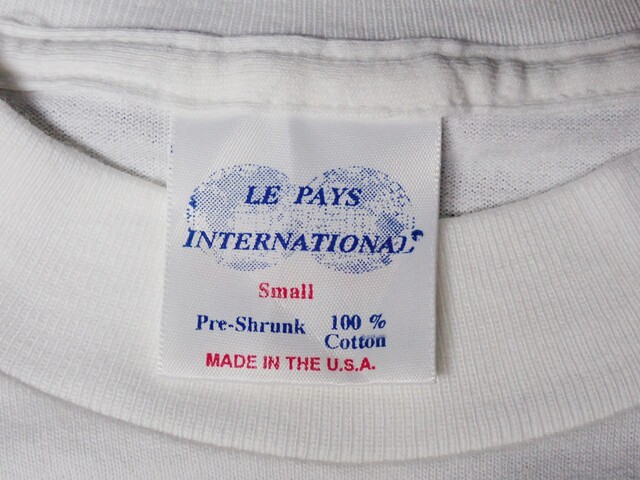 LE PAYS
INTERNATIONAL
Small
Pre-Shrunk 100 %
Cotton
MADE IN THE U.S.A.